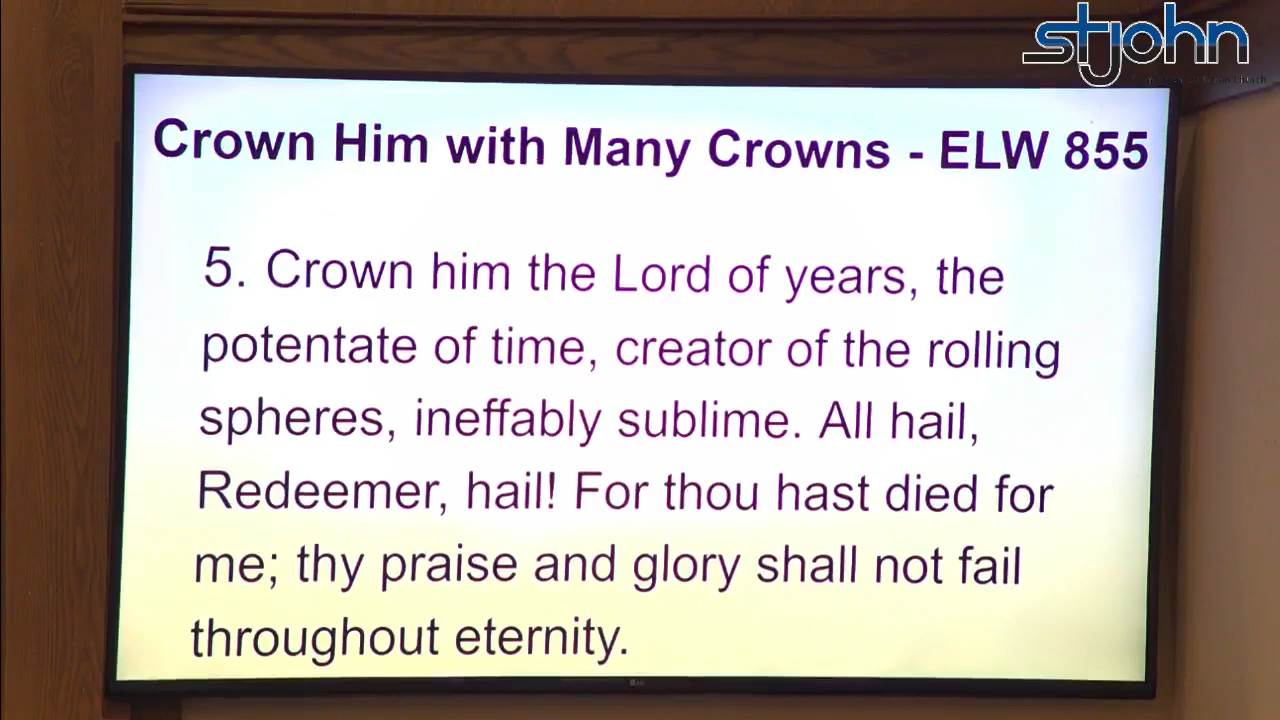 stjohn
Crown Him with Many Crowns - ELW 855
5. Crown him the Lord of years, the
potentate of time, creator of the rolling
spheres, ineffably sublime. All hail,
Redeemer, hail! For thou hast died for
me; thy praise and glory shall not fail
throughout eternity.
LG